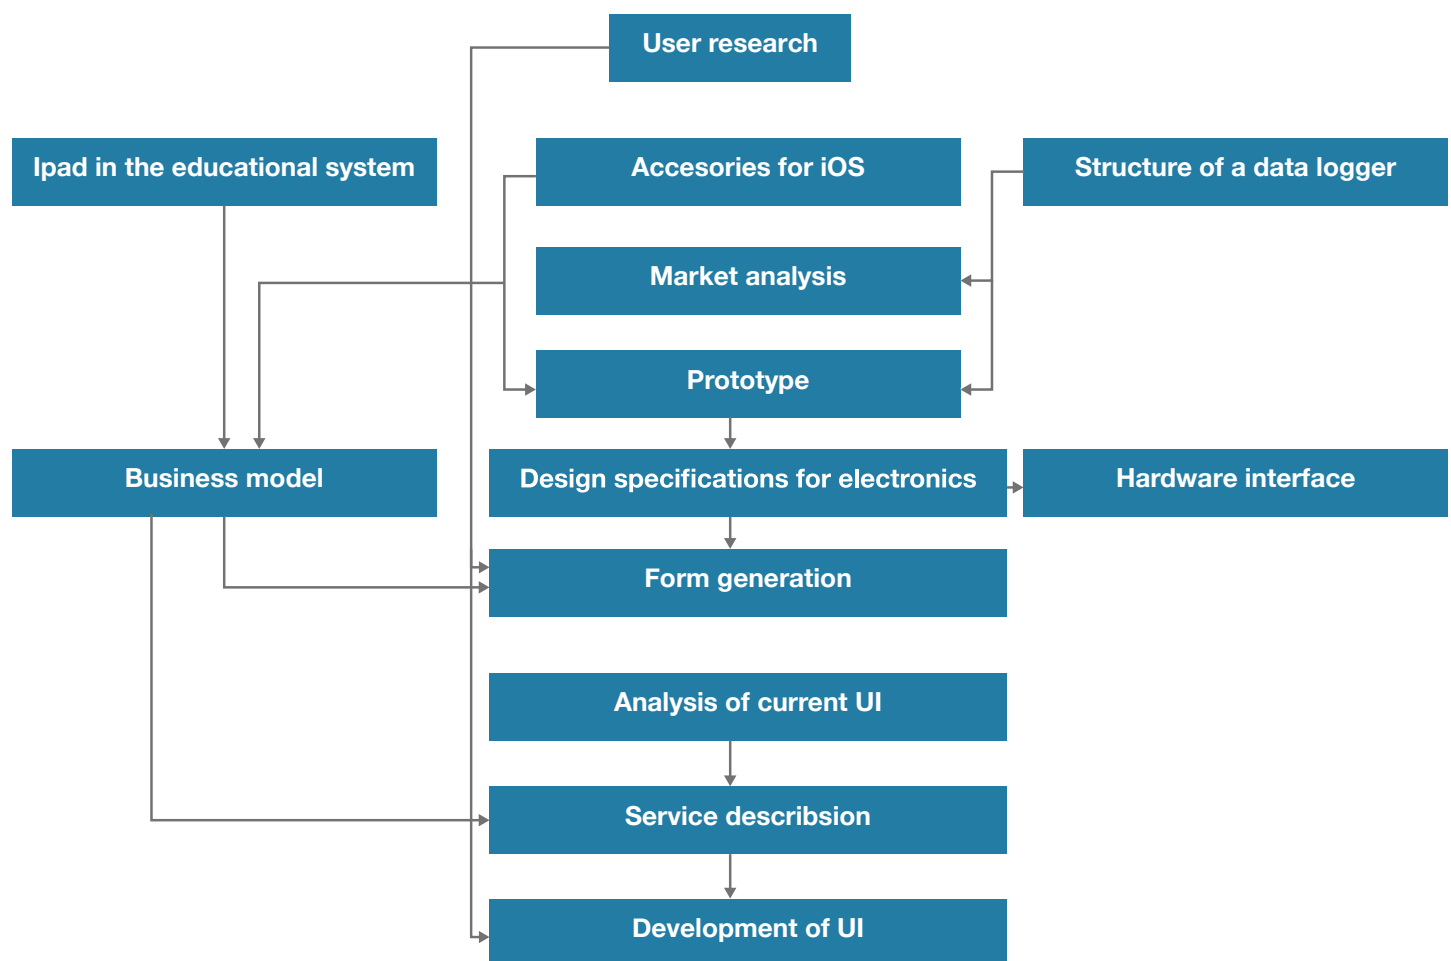 User research
Ipad in the educational system
Accesories for iOS
Structure of a data logger
Market analysis
Prototype
Business model
Design specifications for electronics
Hardware interface
Form generation
Analysis of current UI
Service describsion
Development of UI